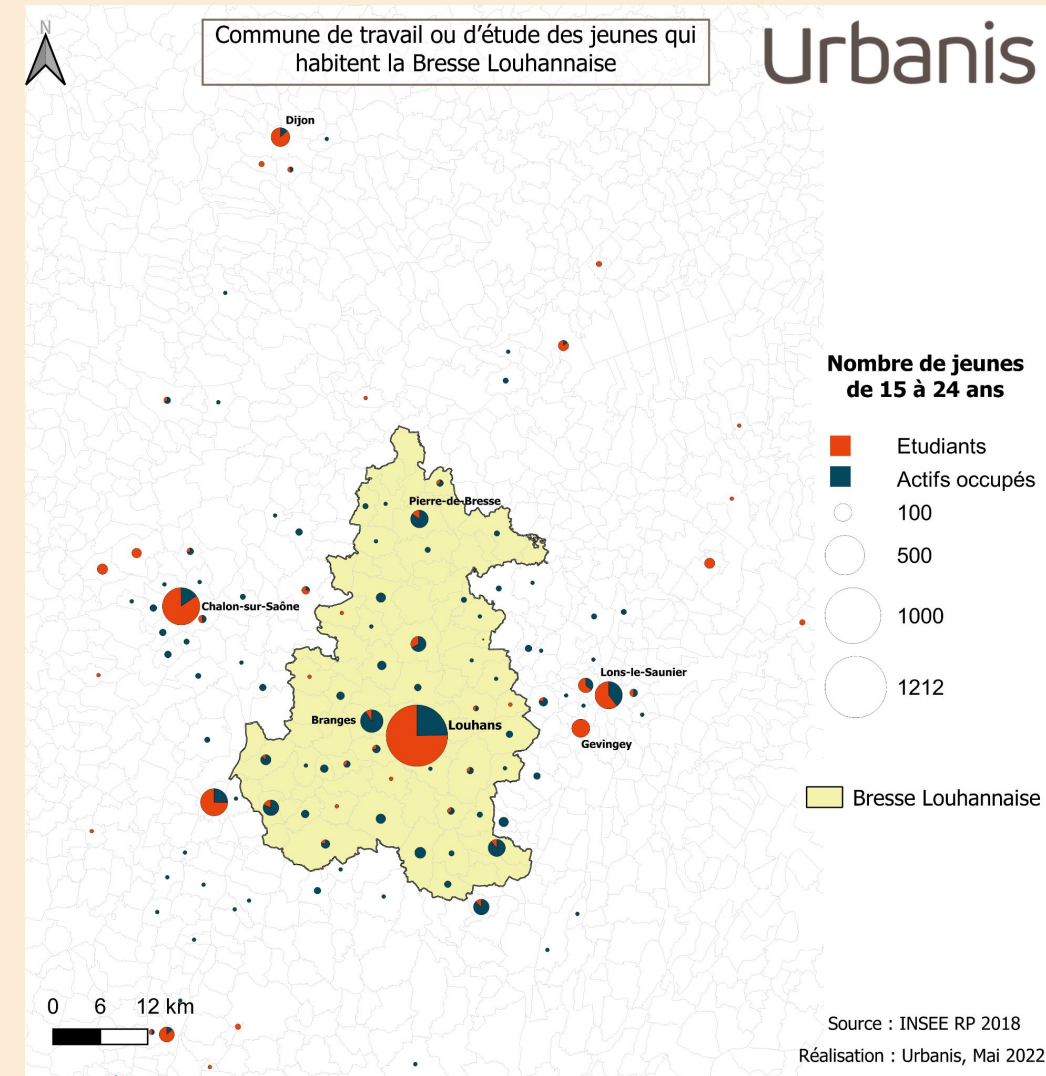 N
Commune de travail ou d'étude des jeunes qui
habitent la Bresse Louhannaise
Urbanis
Dijon
Pierre-de-Bresse
Chalon-sur-Saône
Lons-le-Saunier
Branges
Louhans
Gevingey
Nombre de jeunes
de 15 à 24 ans
Etudiants
Actifs occupés
100
500
1000
1212
Bresse Louhannaise
0 6 12 km
Source : INSEE RP 2018
Réalisation : Urbanis, Mai 2022